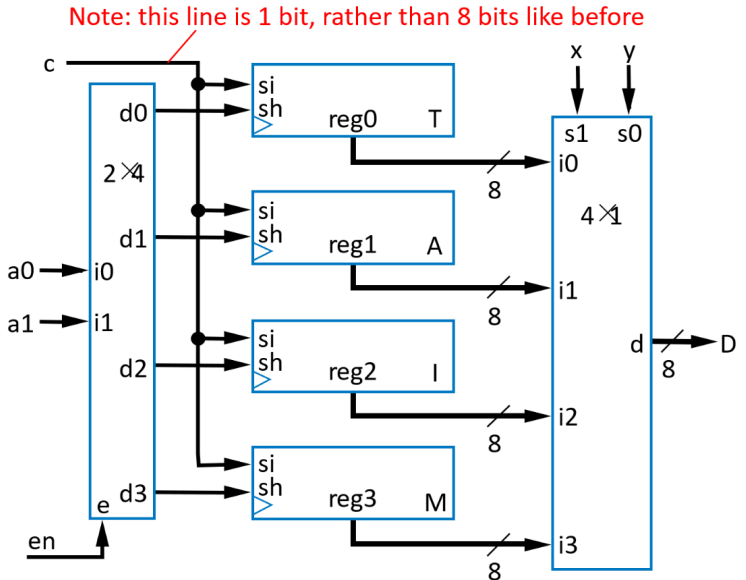 Note: this line is 1 bit, rather than 8 bits like before
c
x y
si
d0 sh
reg0 T
s1 s0
i0
8
2×4
4×1
si
d1 sh
reg1 A
a0 i0
i1
8
a1 i1
si
d2 sh
reg2 I
d D
8
i2
8
si
d3 sh
reg3 M
e
en
i3
8